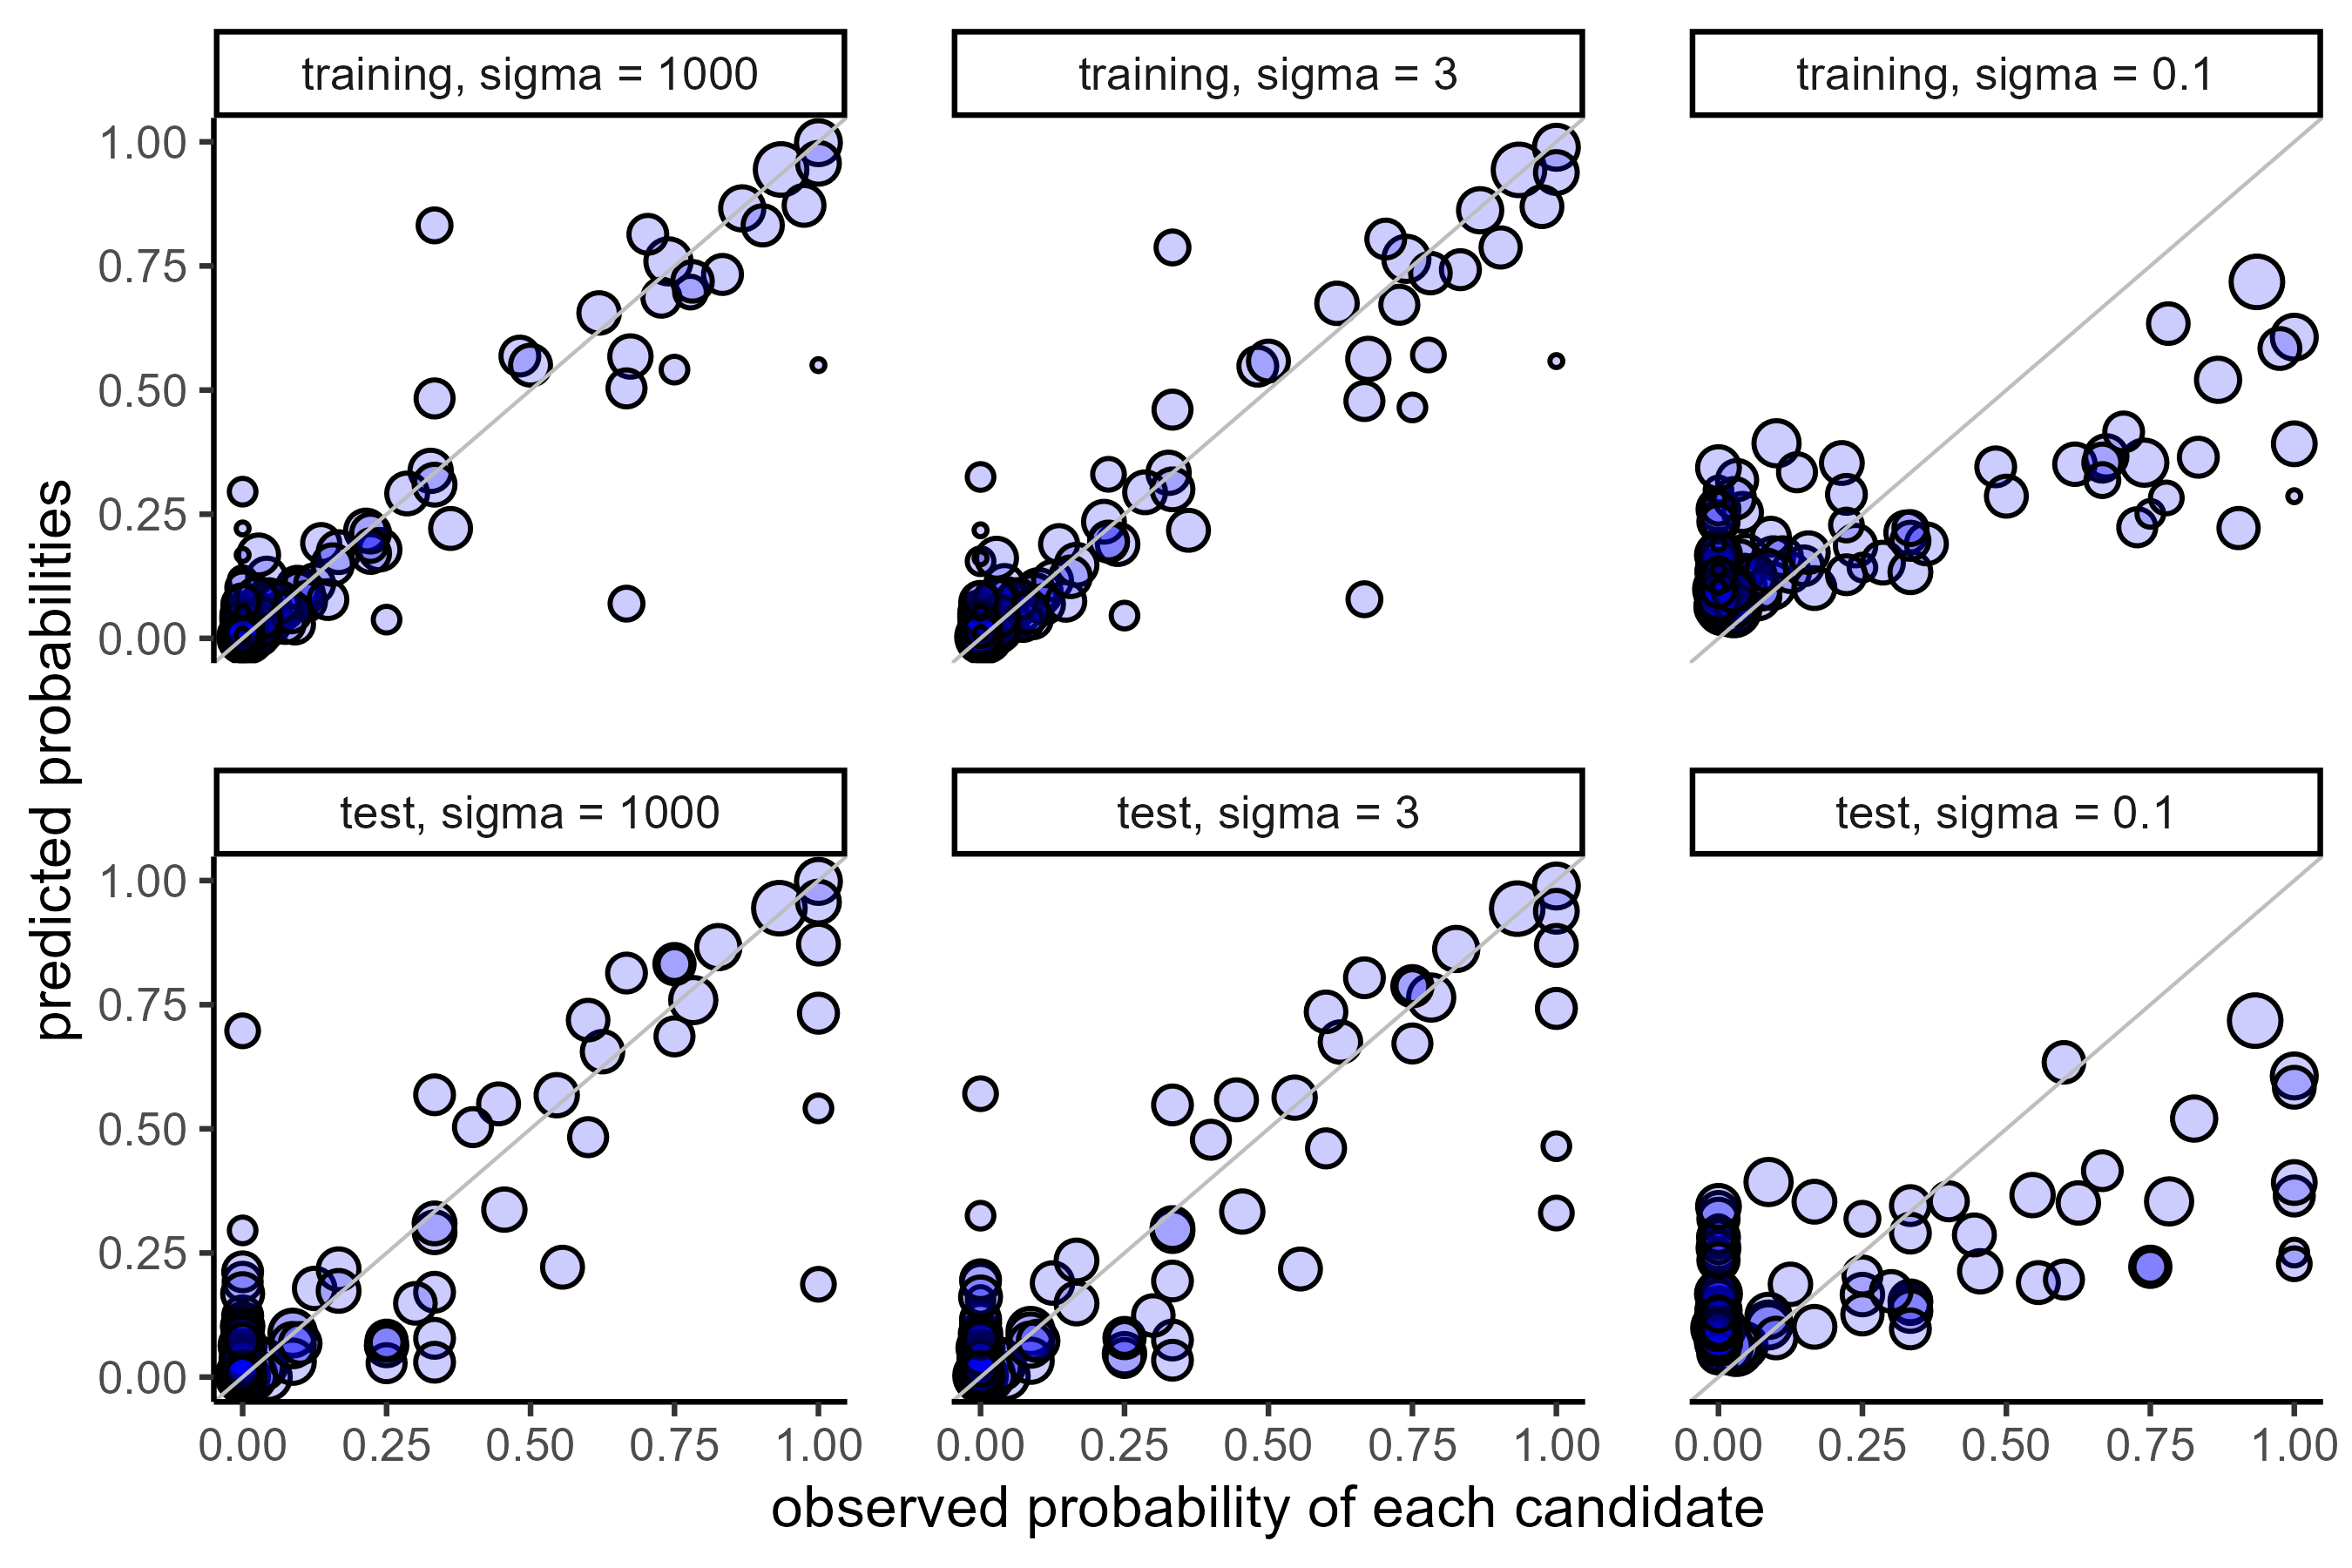 training, sigma = 1000
training, sigma = 3
training, sigma = 0.1
1.00
0.75
0.50
0.25
0.00
predicted probabilities
test, sigma = 1000
test, sigma = 3
test, sigma = 0.1
1.00
0.75
0.50
0.25
0.00
0.00 0.25 0.50 0.75 1.00
0.00 0.25 0.50 0.75 1.00
0.00 0.25 0.50 0.75 1.00
observed probability of each candidate